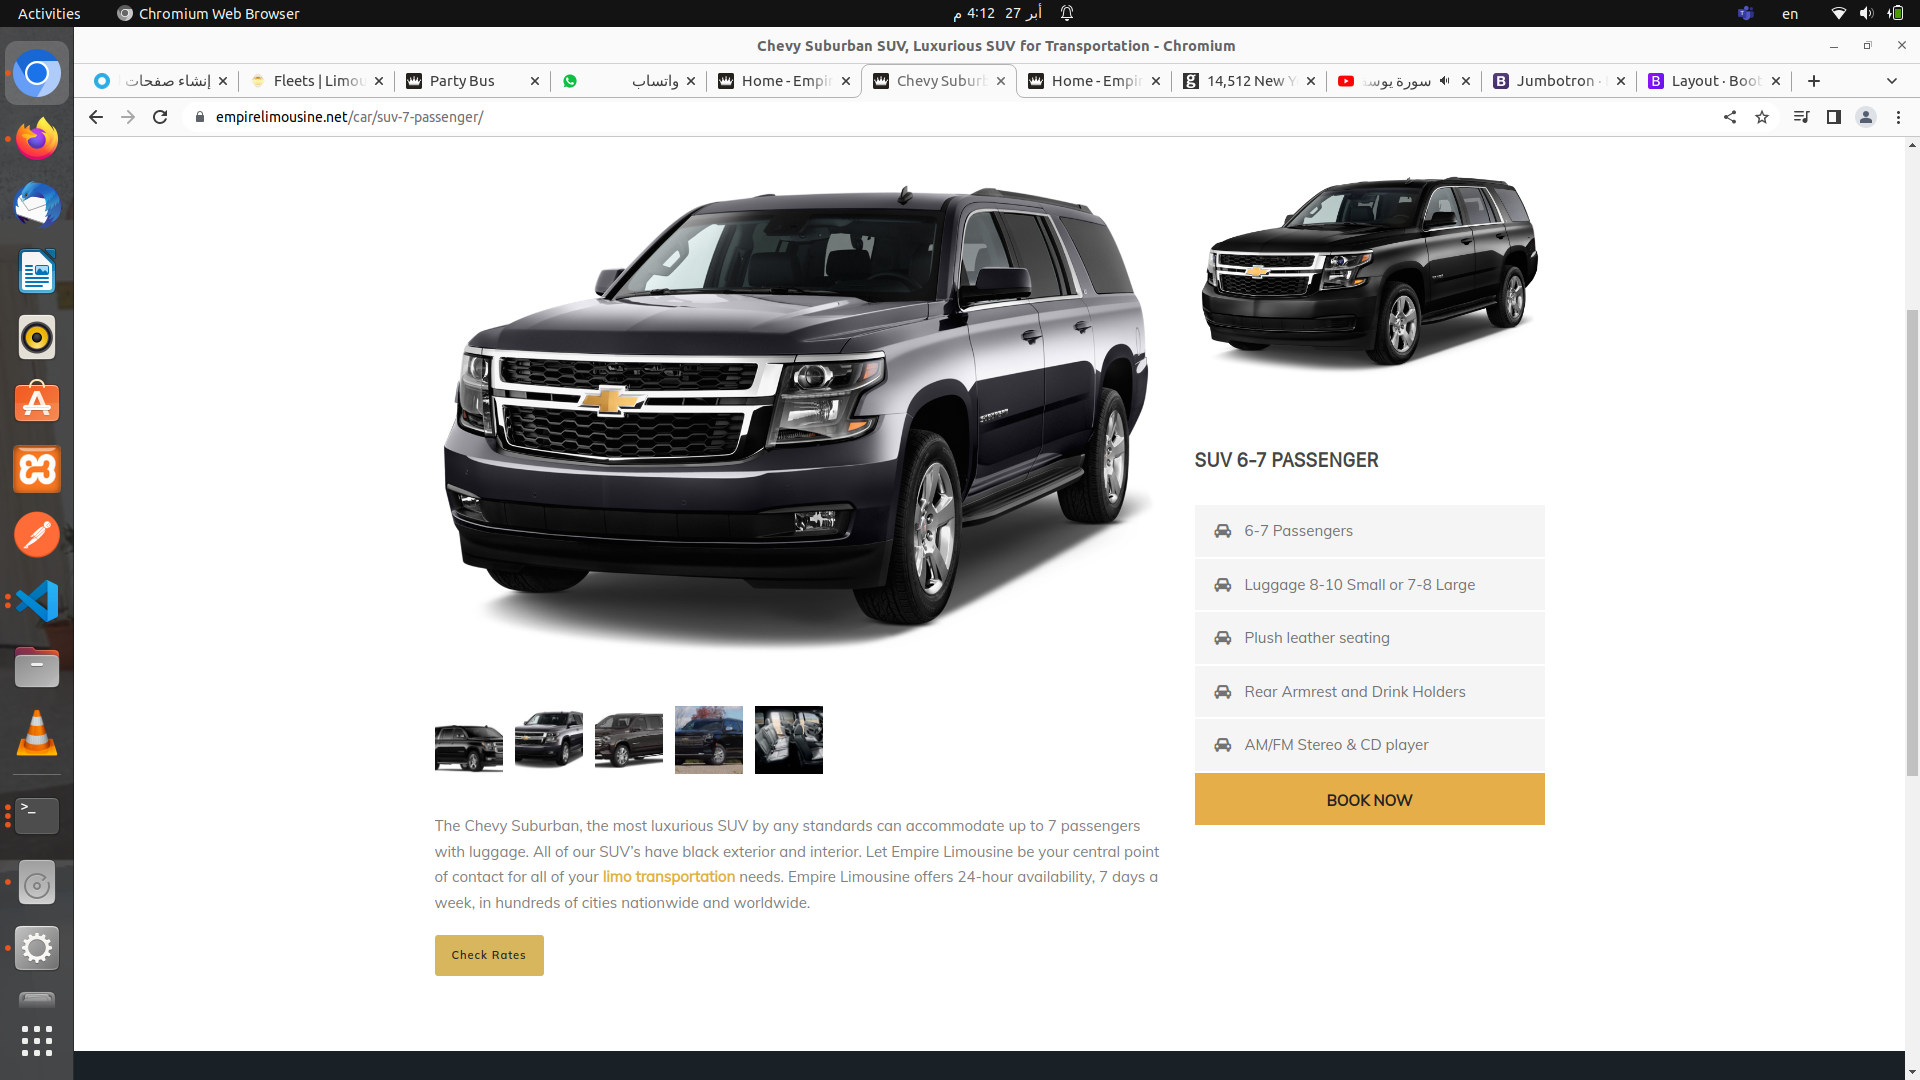 Activities
Chromium Web Browser
أبر 27 4:12 م
en
Chevy Suburban SUV, Luxurious SUV for Transportation - Chromium
إنشاء صفحات
Fleets | Limou
Party Bus
واتساب
Home - Empir
Chevy Suburb
Home - Empir
14,512 New Y
سورة يوسف
Jumbotron ·
Layout · Boot
empirelimousine.net/car/suv-7-passenger/
SUV 6-7 PASSENGER
6-7 Passengers
Luggage 8-10 Small or 7-8 Large
Plush leather seating
Rear Armrest and Drink Holders
AM/FM Stereo & CD player
BOOK NOW
The Chevy Suburban, the most luxurious SUV by any standards can accommodate up to 7 passengers
with luggage. All of our SUV’s have black exterior and interior. Let Empire Limousine be your central point
of contact for all of your limo transportation needs. Empire Limousine offers 24-hour availability, 7 days a
week, in hundreds of cities nationwide and worldwide.
Check Rates